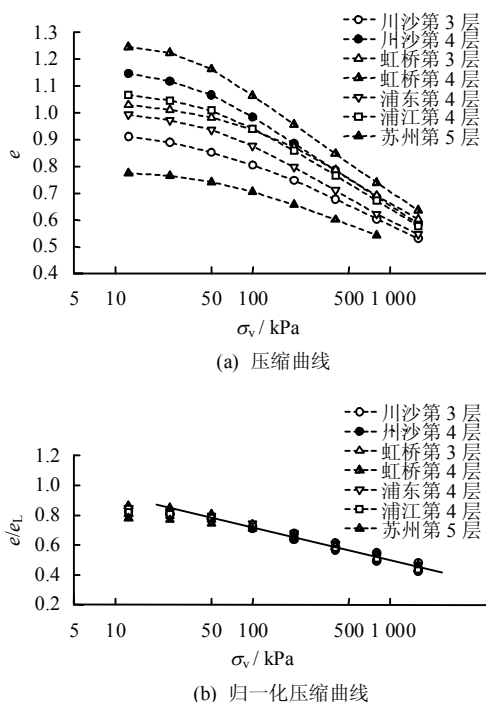 川沙第 3 层
州沙第 4 层
虹桥第 3 层
虹桥第 4 层
浦东第 4 层
浦江第 4 层
苏州第 5 层
1.3
1.2
1.1
1.0
0.9
0.8
0.7
0.6
0.5
0.4
e
5 10 50 100 500 1 000
σv / kPa
(a) 压缩曲线
川沙第 3 层
州沙第 4 层
虹桥第 3 层
虹桥第 4 层
浦东第 4 层
浦江第 4 层
苏州第 5 层
1.2
1.0
0.8
0.6
0.4
0.2
e/eL
5 10 50 100 500 1 000
σv / kPa
(b) 归一化压缩曲线